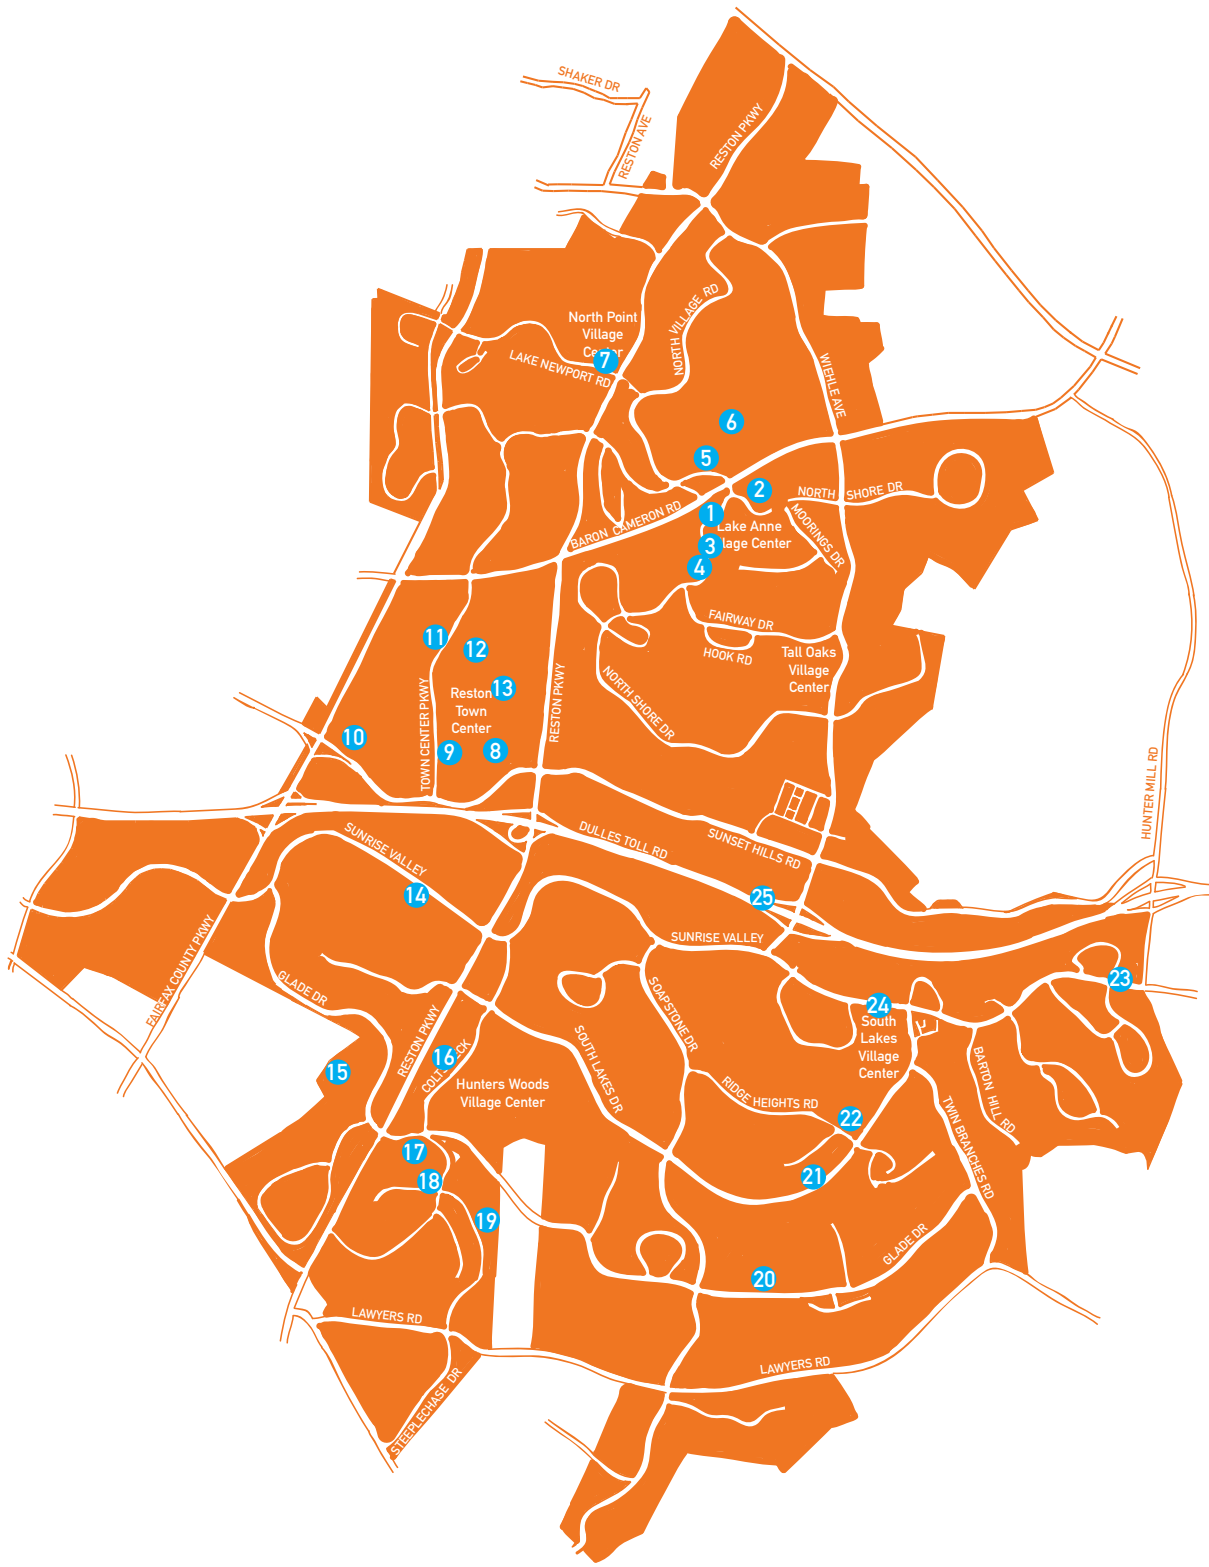 SHAKER DR
RESTON AVE
RESTON PKWY
North Point
Village
7
LAKE NEWPORT RD
NORTH VILLAGE RD
WIEHLE AVE
6
5
2
NORTH SHORE DR
1
BARON CAMERON RD
MOORINGS DR
Lake Anne
3
Center
4
FAIRWAY DR
HOOK RD
Tall Oaks
Village
Center
11
12
13
Reston
Town
Center
TOWN CENTER PKWY
RESTON PKWY
NORTH SHORE DR
10
9
8
HUNTER MILL RD
SUNRISE VALLEY
DULLES TOLL RD
SUNSET HILLS RD
14
25
SUNRISE VALLEY
FAIRFAX COUNTY PKWY
GLADE DR
SOAPSTONE DR
23
24
South
Lakes
Village
Center
RESTON PKWY
SOUTH LAKES DR
16
15
Hunters Woods
Village Center
RIDGE HEIGHTS RD
BARTON HILL RD
TWIN BRANCHES RD
22
17
18
21
19
GLADE DR
20
LAWYERS RD
LAWYERS RD
STEEPLECHASE DR